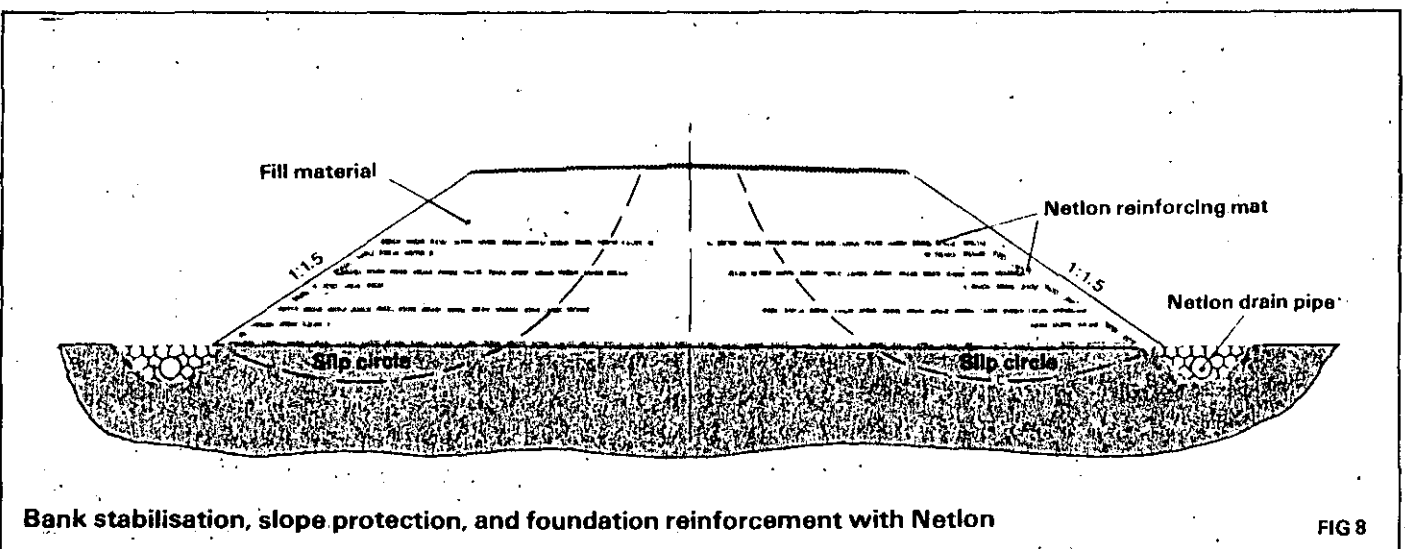 Fill material
Netlon reinforcing mat
1:1.5
1:1.5
Netlon drain pipe
Slip circle
Slip circle
Bank stabilisation, slope protection, and foundation reinforcement with Netlon
FIG 8